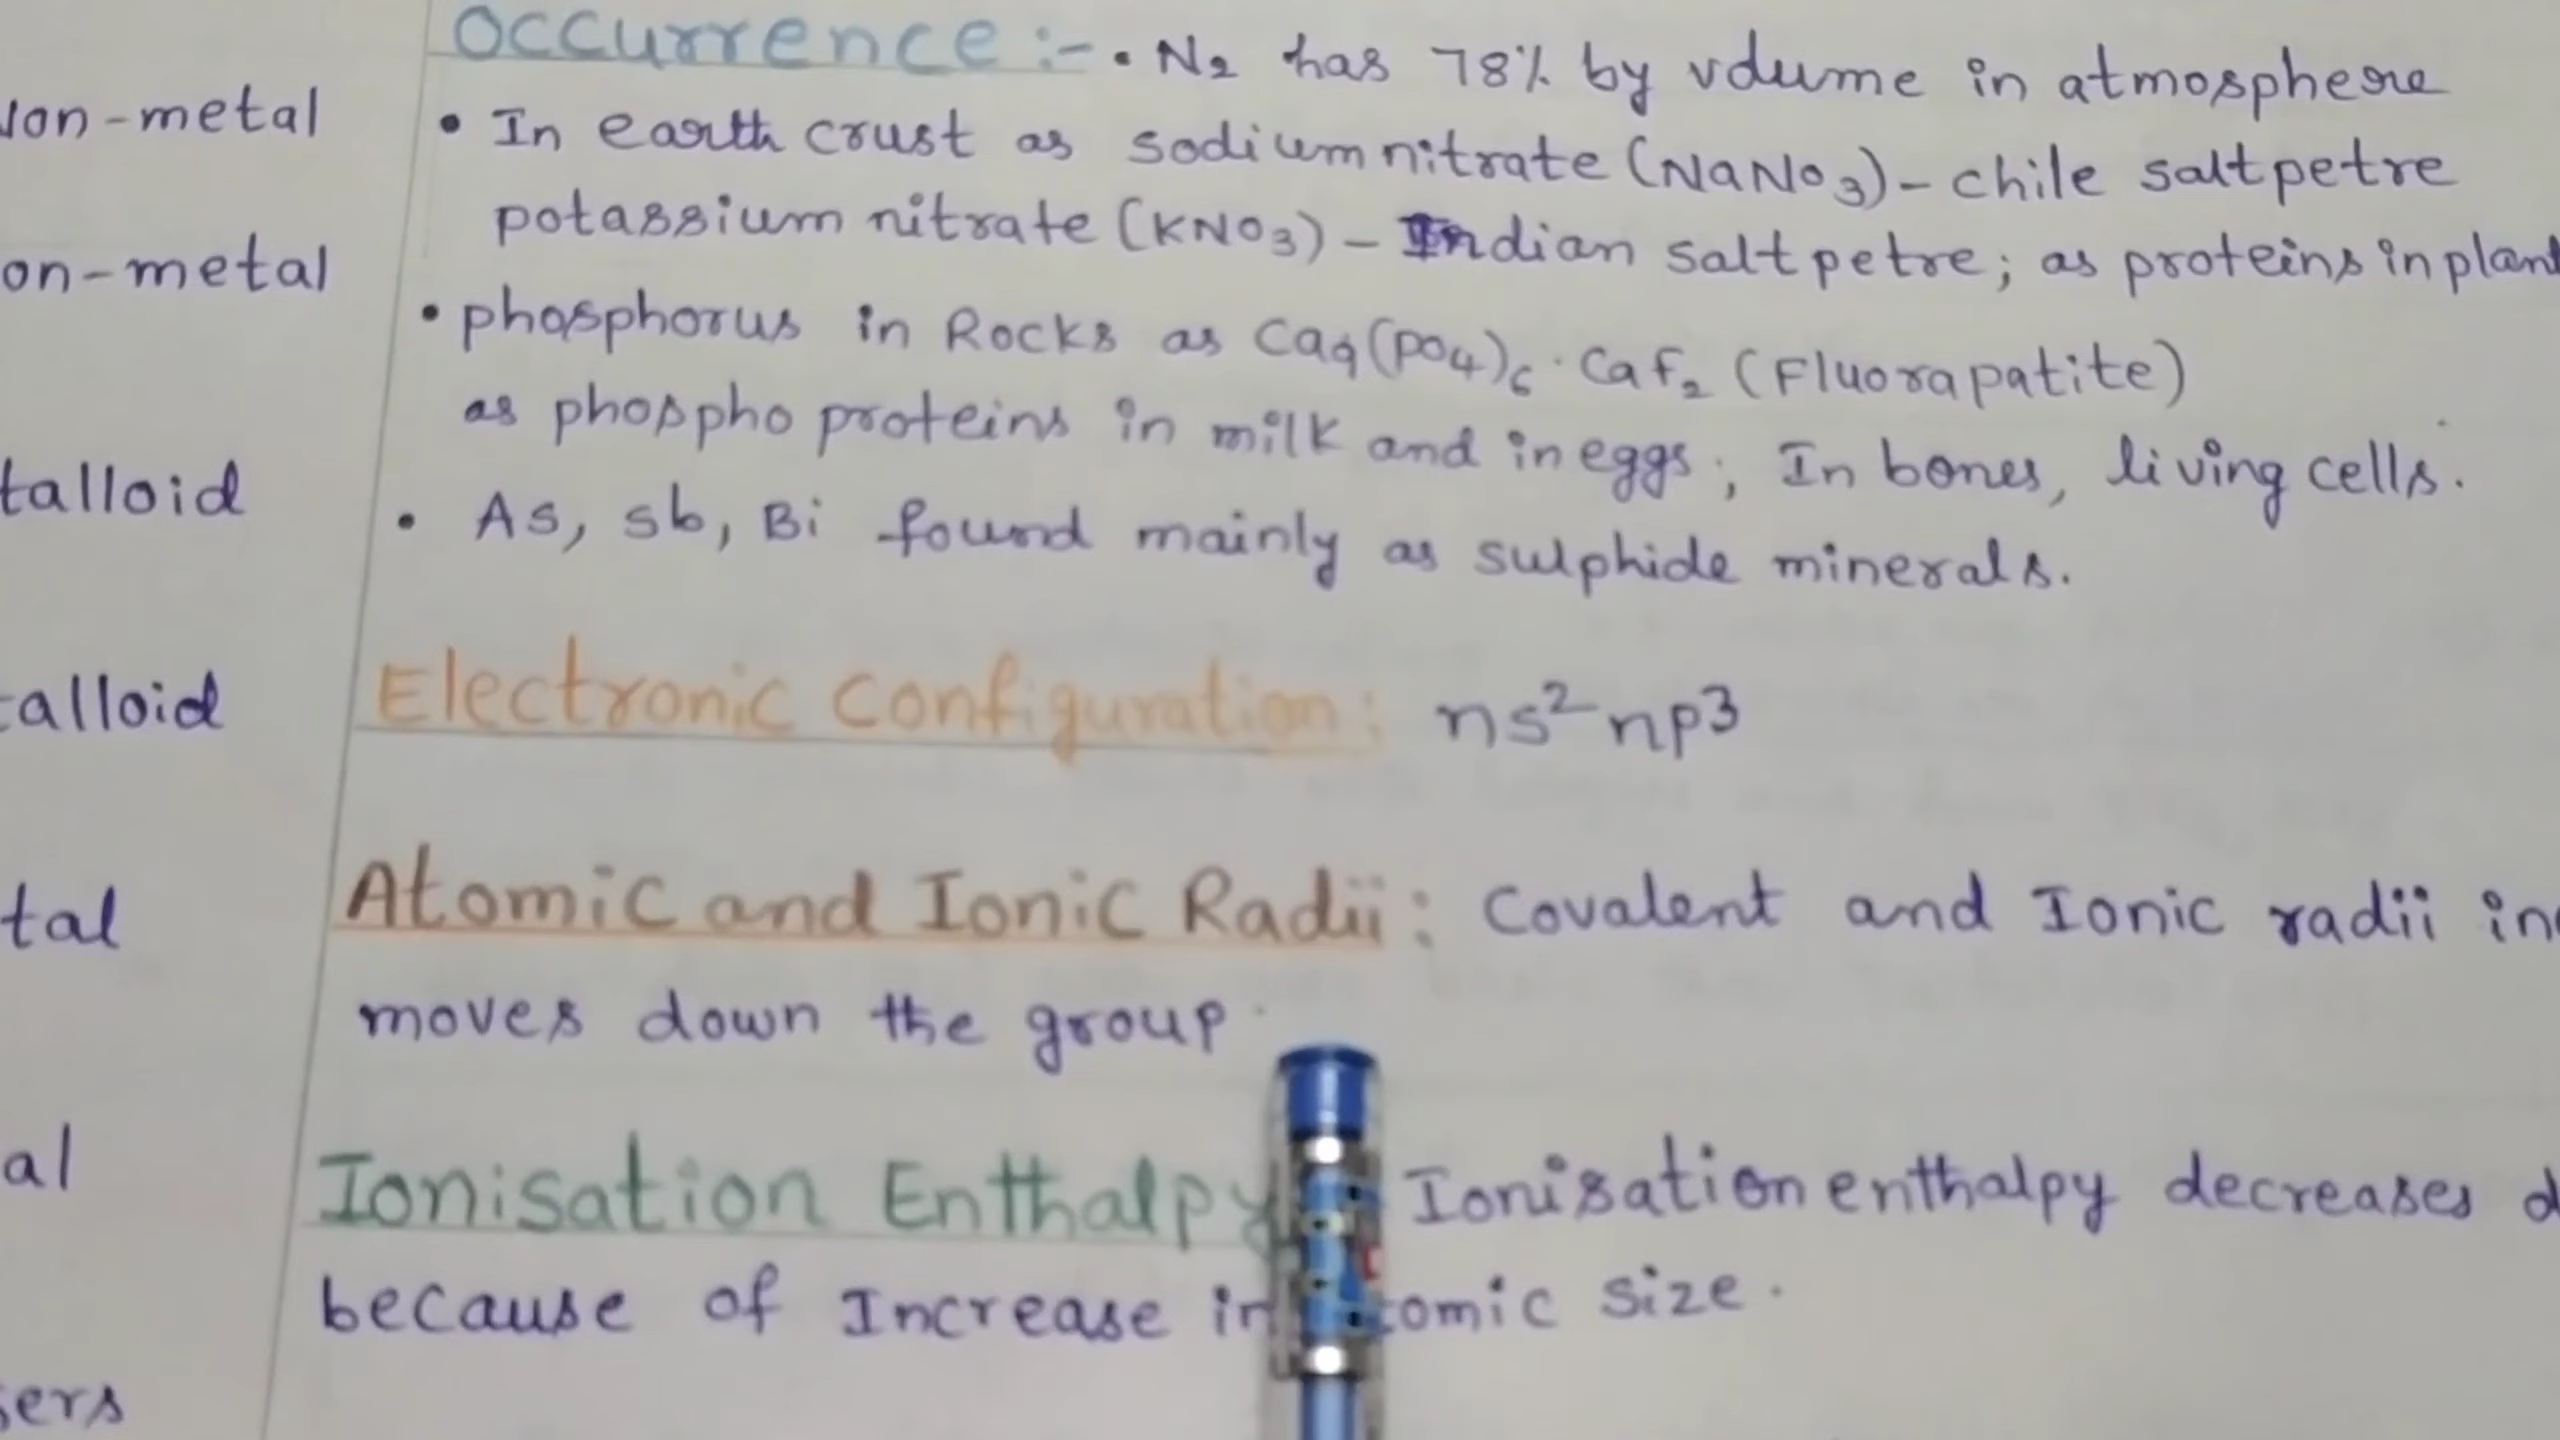 Occurrence :- • N₂ has 78% by volume in atmosphere
• In earth crust as sodium nitrate (NaNO₃) - chile saltpetre
potassium nitrate (KNO₃) - Indian saltpetre; as proteins in plant
• phosphorus in Rocks as Ca₉(PO₄)₆ · CaF₂ (Fluorapatite)
as phospho proteins in milk and in eggs; In bones, living cells.
• As, Sb, Bi found mainly as sulphide minerals.
Electronic Configuration: ns² np3
Atomic and Ionic Radii: Covalent and Ionic radii in
moves down the group.
Ionisation Enthalpy Ionisation enthalpy decreases d
because of Increase in atomic size.
Non-metal
on-metal
talloid
talloid
tal
al
sers